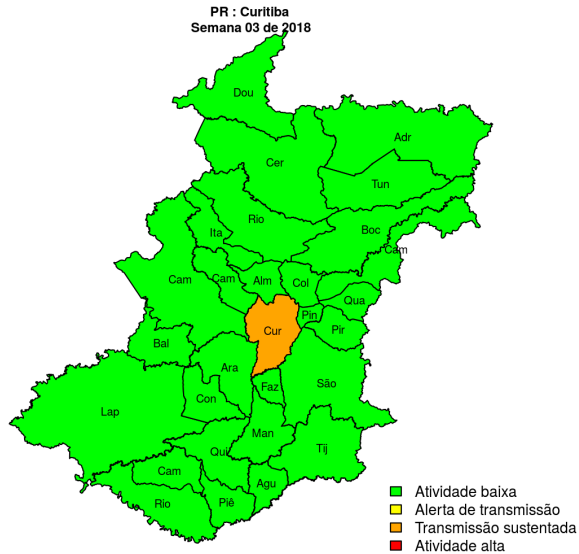 PR : Curitiba
Semana 03 de 2018
Dou
Adr
Cer
Tun
Rio
Ita
Boc
Cam
Cam
Cam
Alm
Col
Qua
Pin
Pir
Cur
Bal
Ara
Faz
São
Con
Lap
Man
Tij
Qui
Cam
Agu
Rio
Piê
Atividade baixa
Alerta de transmissão
Transmissão sustentada
Atividade alta